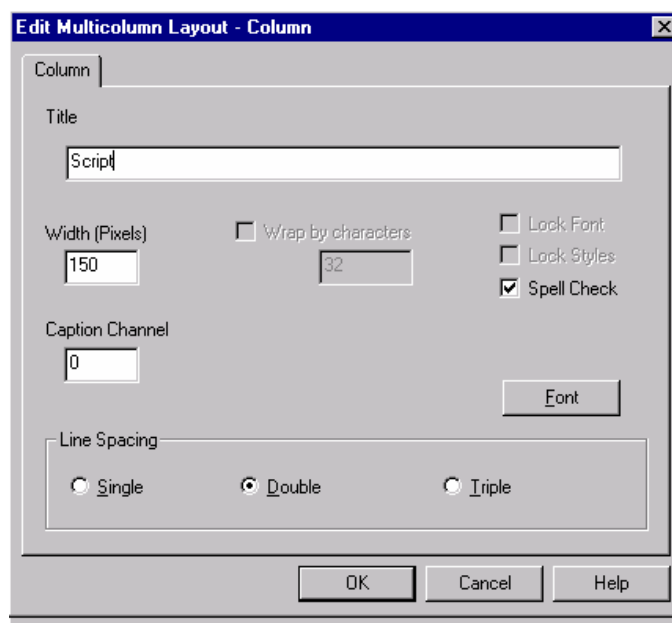 Edit Multicolumn Layout - Column
Column
Title
Script
Width (Pixels)
150
Wrap by characters
32
Lock Font
Lock Styles
Spell Check
Caption Channel
0
Font
Line Spacing
Single Double Triple
OK Cancel Help